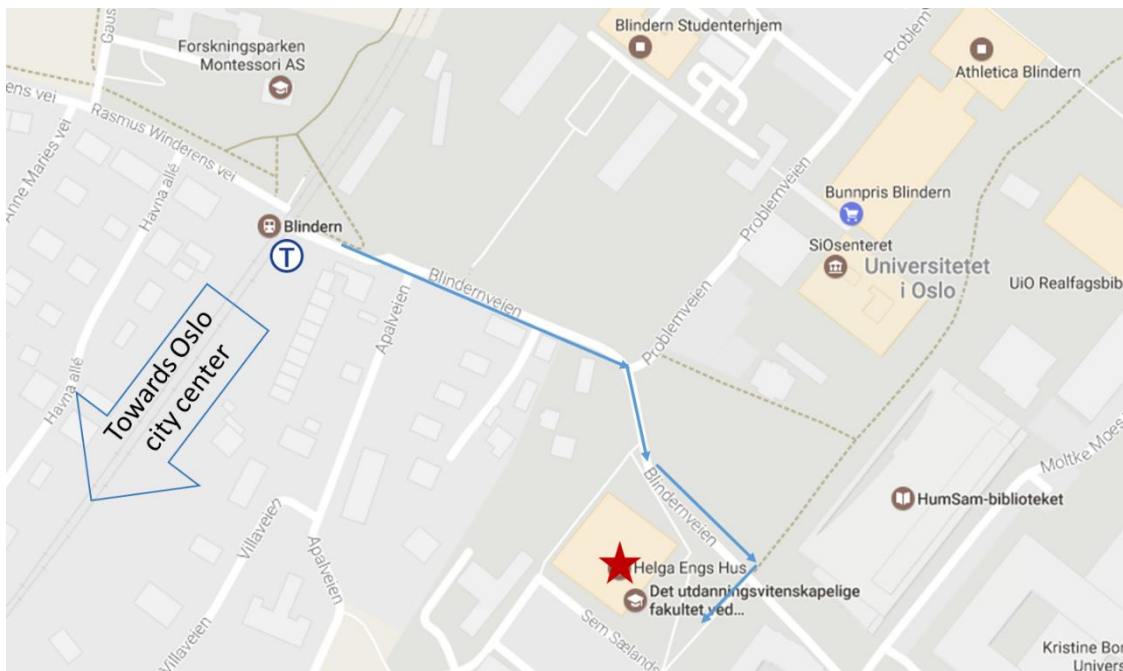 Gaus
Forskningsparken
Montessori AS
Blindern Studenterhjem
Problemveien
Athletica Blindern
ens vei
Rasmus Winderens vei
Anne Maries vei
Havna allé
Blindern
T
Bunnpris Blindern
SiOsenteret
Universitetet
i Oslo
UiO Realfagsbib
Problemveien
Blindernveien
Apalveien
Problemveien
Towards Oslo
city center
Havna allé
Moltke Moes
HumSam-biblioteket
Blindernveien
Villaveien
Apalveien
Helga Engs Hus
Det utdanningsvitenskapelige
fakultet ved...
Sem Sælands
Villaveien
Kristine Bon
Univers